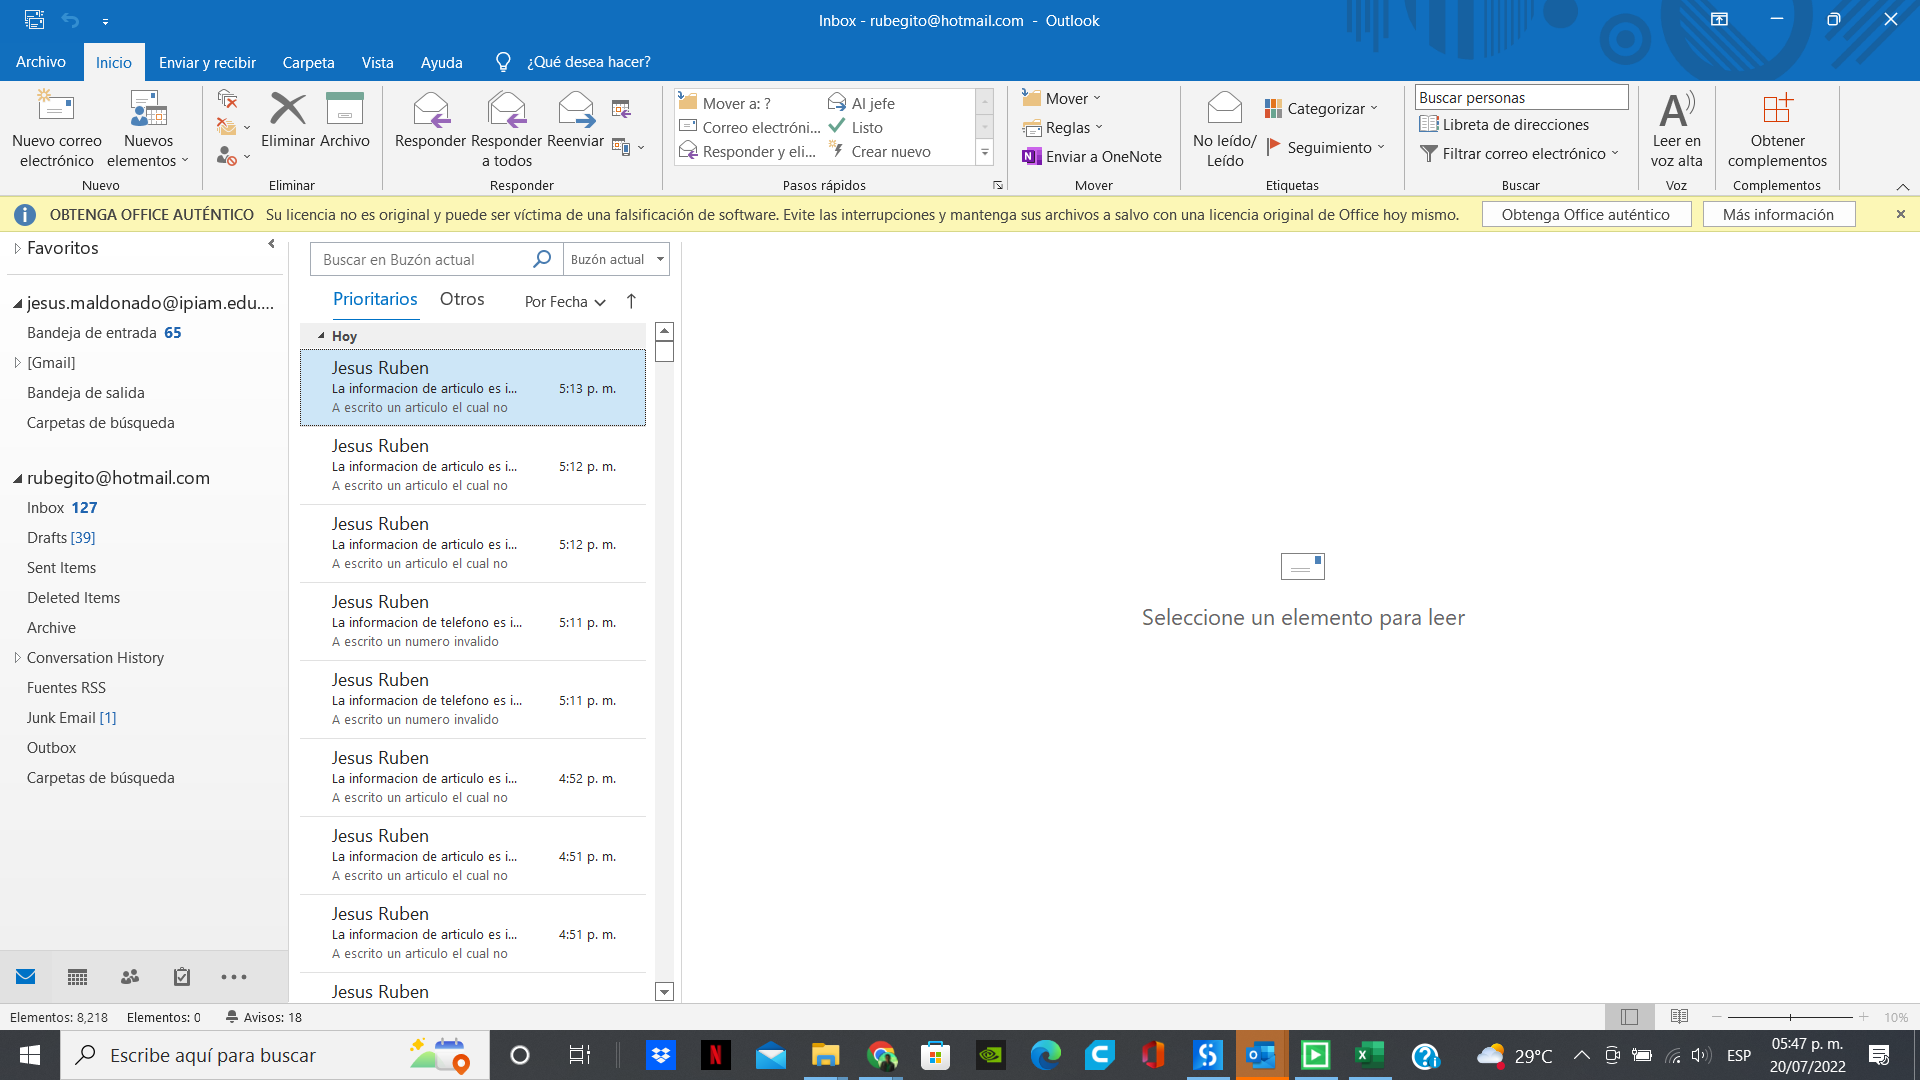 Inbox - rubegito@hotmail.com - Outlook
Archivo Inicio Enviar y recibir Carpeta Vista Ayuda ¿Qué desea hacer?
Nuevo correo electrónico
Nuevos elementos
Nuevo
Eliminar Archivo
Eliminar
Responder
Responder a todos
Reenviar
Responder
Mover a: ? Al jefe
Correo electróni... Listo
Responder y eli... Crear nuevo
Pasos rápidos
Mover
Reglas
Enviar a OneNote
Mover
No leído/ Leído
Categorizar
Seguimiento
Etiquetas
Buscar personas
Libreta de direcciones
Filtrar correo electrónico
Buscar
Leer en voz alta
Voz
Obtener complementos
Complementos
OBTENGA OFFICE AUTÉNTICO Su licencia no es original y puede ser víctima de una falsificación de software. Evite las interrupciones y mantenga sus archivos a salvo con una licencia original de Office hoy mismo. Obtenga Office auténtico Más información
Favoritos
jesus.maldonado@ipiam.edu....
Bandeja de entrada 65
[Gmail]
Bandeja de salida
Carpetas de búsqueda
rubegito@hotmail.com
Inbox 127
Drafts [39]
Sent Items
Deleted Items
Archive
Conversation History
Fuentes RSS
Junk Email [1]
Outbox
Carpetas de búsqueda
Buscar en Buzón actual Buzón actual
Prioritarios Otros Por Fecha
Hoy
Jesus Ruben
La informacion de articulo es i... 5:13 p. m.
A escrito un articulo el cual no
Jesus Ruben
La informacion de articulo es i... 5:12 p. m.
A escrito un articulo el cual no
Jesus Ruben
La informacion de articulo es i... 5:12 p. m.
A escrito un articulo el cual no
Jesus Ruben
La informacion de telefono es i... 5:11 p. m.
A escrito un numero invalido
Jesus Ruben
La informacion de telefono es i... 5:11 p. m.
A escrito un numero invalido
Jesus Ruben
La informacion de articulo es i... 4:52 p. m.
A escrito un articulo el cual no
Jesus Ruben
La informacion de articulo es i... 4:51 p. m.
A escrito un articulo el cual no
Jesus Ruben
La informacion de articulo es i... 4:51 p. m.
A escrito un articulo el cual no
Jesus Ruben
Seleccione un elemento para leer
Elementos: 8,218 Elementos: 0 Avisos: 18 10%
Escribe aquí para buscar
29°C ESP
05:47 p. m.
20/07/2022